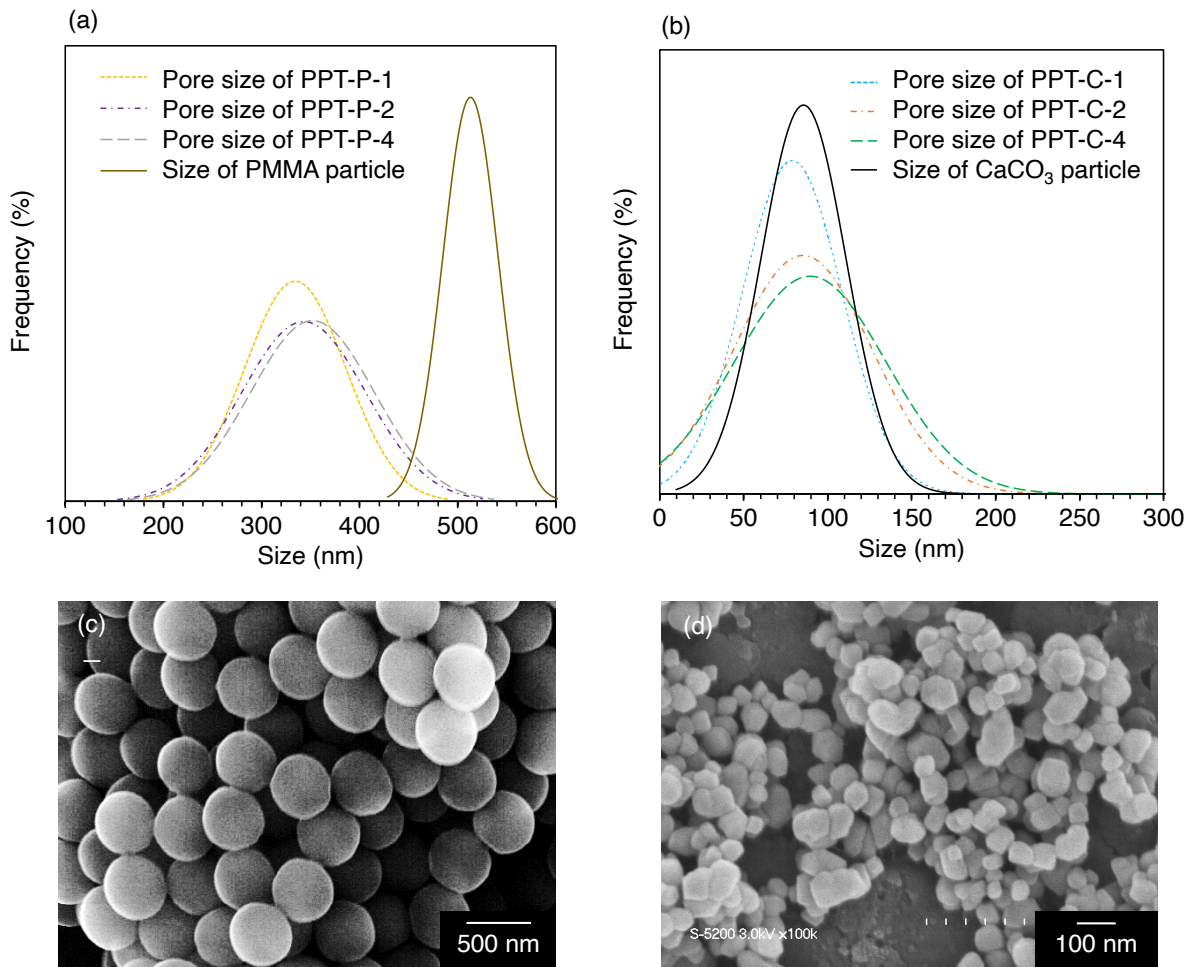 (a)
Pore size of PPT-P-1
Pore size of PPT-P-2
Pore size of PPT-P-4
Size of PMMA particle
Frequency (%)
100 200 300 400 500 600
Size (nm)
(b)
Pore size of PPT-C-1
Pore size of PPT-C-2
Pore size of PPT-C-4
Size of CaCO₃ particle
Frequency (%)
0 50 100 150 200 250 300
Size (nm)
(c)
500 nm
(d)
S-5200 3.0kV ×100k
100 nm